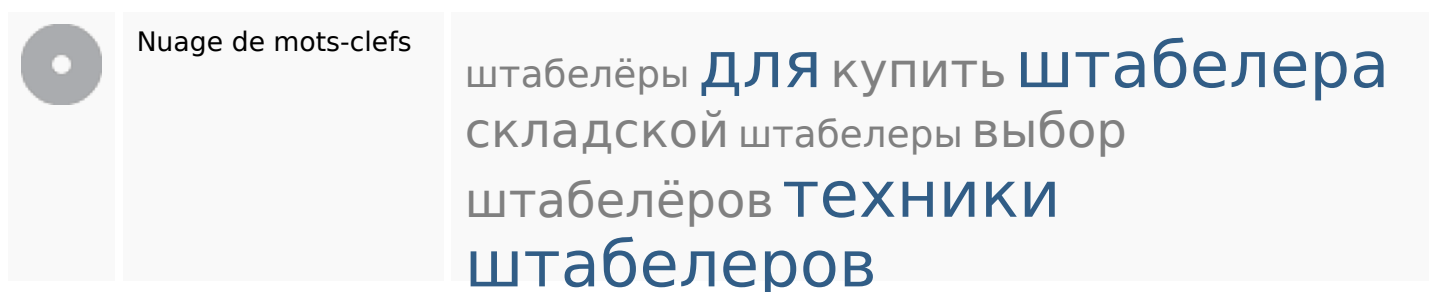 Nuage de mots-clefs
штабелёры для купить штабелера
складской штабелеры выбор
штабелёров техники
штабелеров